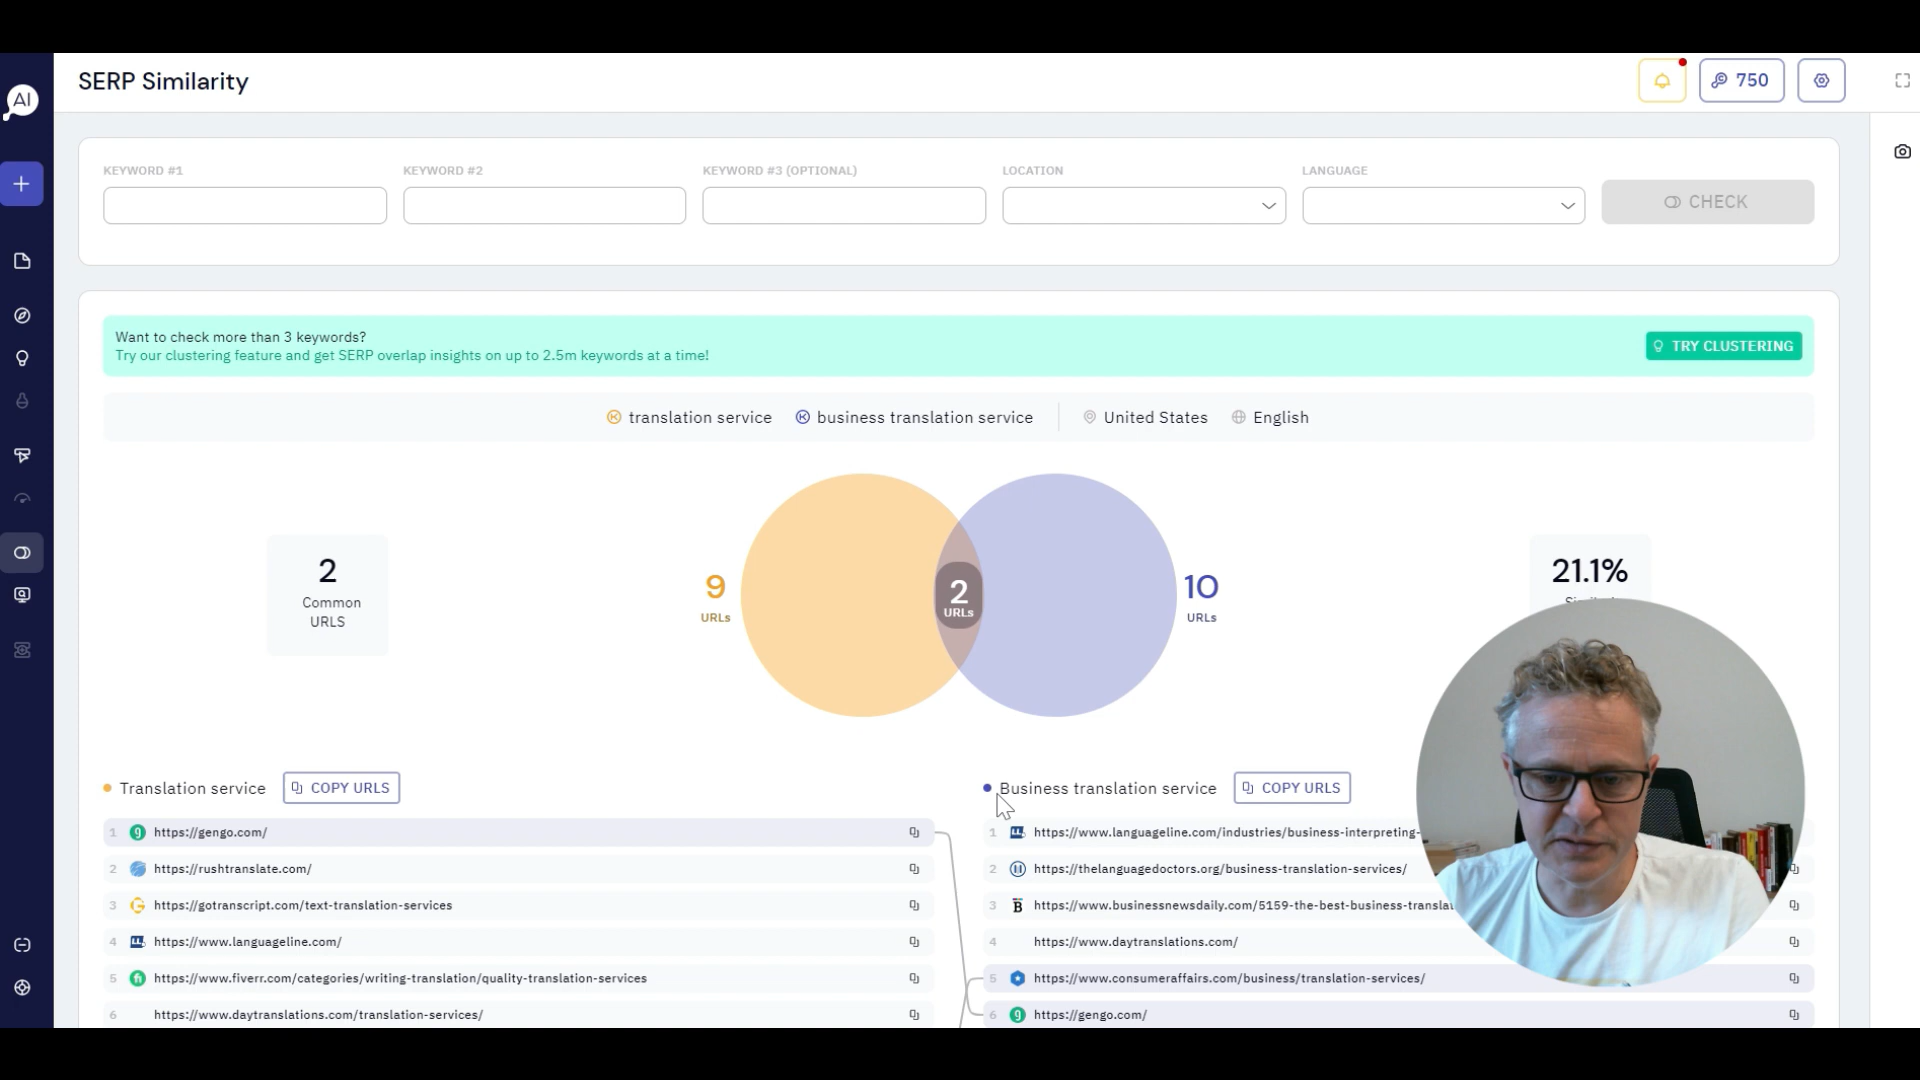 SERP Similarity
750
AI
KEYWORD #1
KEYWORD #2
KEYWORD #3 (OPTIONAL)
LOCATION
LANGUAGE
CHECK
Want to check more than 3 keywords?
Try our clustering feature and get SERP overlap insights on up to 2.5m keywords at a time!
TRY CLUSTERING
translation service
business translation service
United States
English
2
Common
URLS
9
URLs
2
URLs
10
URLs
21.1%
Translation service
COPY URLS
1 https://gengo.com/
2 https://rushtranslate.com/
3 https://gotranscript.com/text-translation-services
4 https://www.languageline.com/
5 https://www.fiverr.com/categories/writing-translation/quality-translation-services
6 https://www.daytranslations.com/translation-services/
Business translation service
COPY URLS
1 https://www.languageline.com/industries/business-interpreting-
2 https://thelanguagedoctors.org/business-translation-services/
3 https://www.businessnewsdaily.com/5159-the-best-business-transla
4 https://www.daytranslations.com/
5 https://www.consumeraffairs.com/business/translation-services/
6 https://gengo.com/